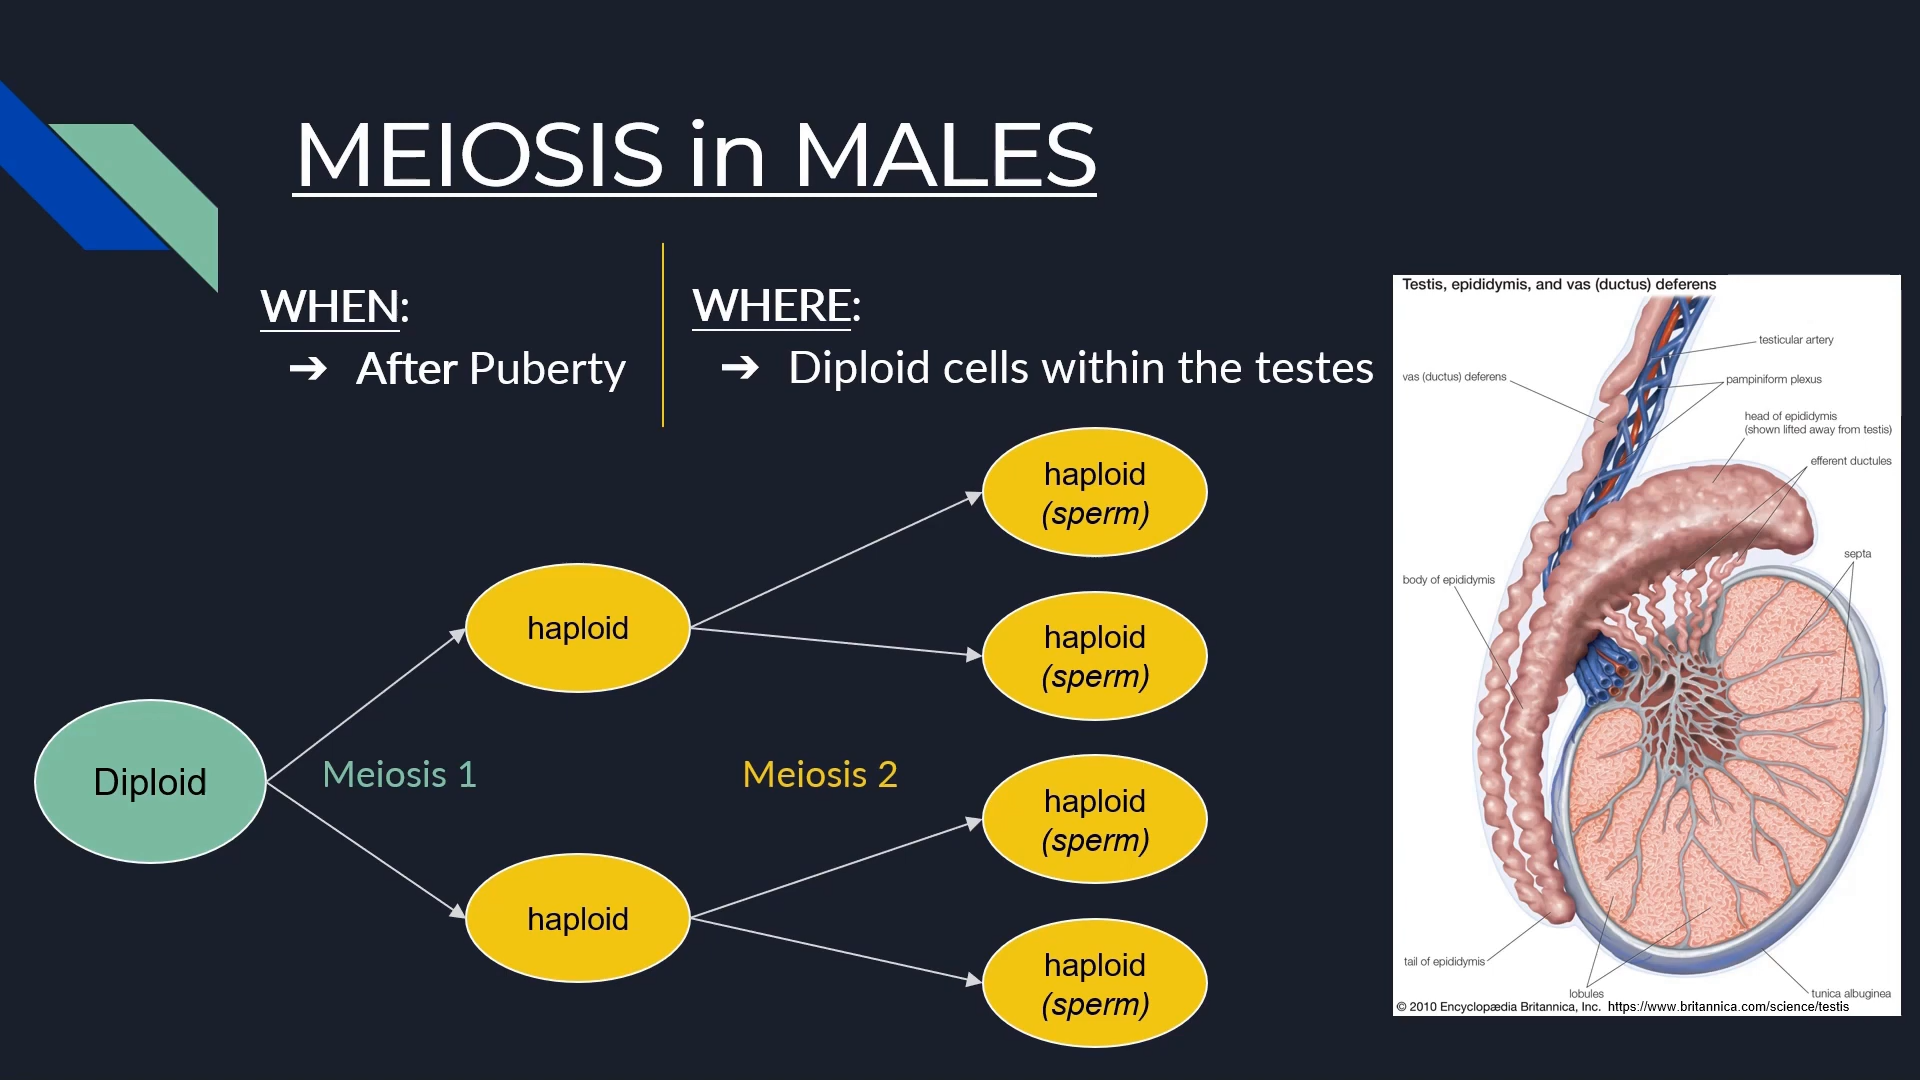 MEIOSIS in MALES
WHEN:
➔ After Puberty
WHERE:
➔ Diploid cells within the testes
Diploid
Meiosis 1
haploid
haploid
Meiosis 2
haploid
(sperm)
haploid
(sperm)
haploid
(sperm)
haploid
(sperm)
Testis, epididymis, and vas (ductus) deferens
testicular artery
vas (ductus) deferens
pampiniform plexus
head of epididymis
(shown lifted away from testis)
efferent ductules
septa
body of epididymis
tail of epididymis
lobules
tunica albuginea
© 2010 Encyclopædia Britannica, Inc. https://www.britannica.com/science/testis